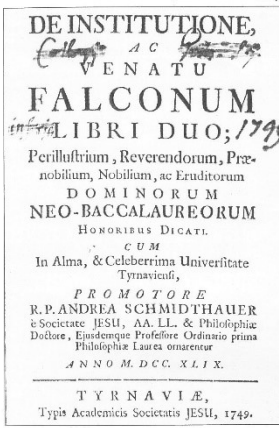 DE INSTITUTIONE,
AC
VENATU
FALCONUM
LIBRI DUO;
Perillustrium, Reverendorum, Præ-
nobilium, Nobilium, ac Eruditorum
DOMINORUM
NEO-BACCALAUREORUM
HONORIBUS DICATI.
CUM
In Alma, & Celeberrima Universitate
Tyrnaviensi,
PROMOTORE
R. P. ANDREA SCHMIDTHAUER
è Societate JESU, AA. LL. & Philosophiæ
Doctore, Ejusdemque Professore Ordinario prima
Philosophiæ Laurea ornarentur
ANNO M. DCC. XLIX.
TYRNAVIÆ,
Typis Academicis Societatis JESU, 1749.